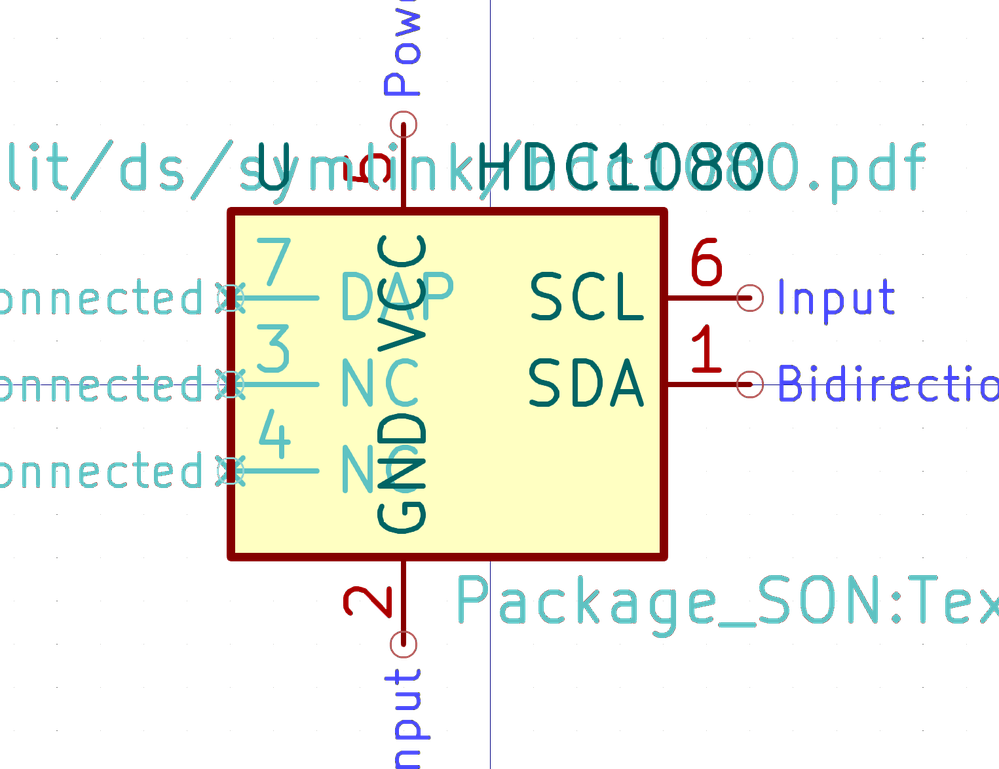 Powe
lit/ds/symlink/hdc1080.pdf
U
5
HDC1080
7
DAP
VCC
SCL
6
Input
onnected
3
NC
SDA
1
Bidirectio
onnected
4
NC
GND
onnected
2
Package_SON:Tex
nput